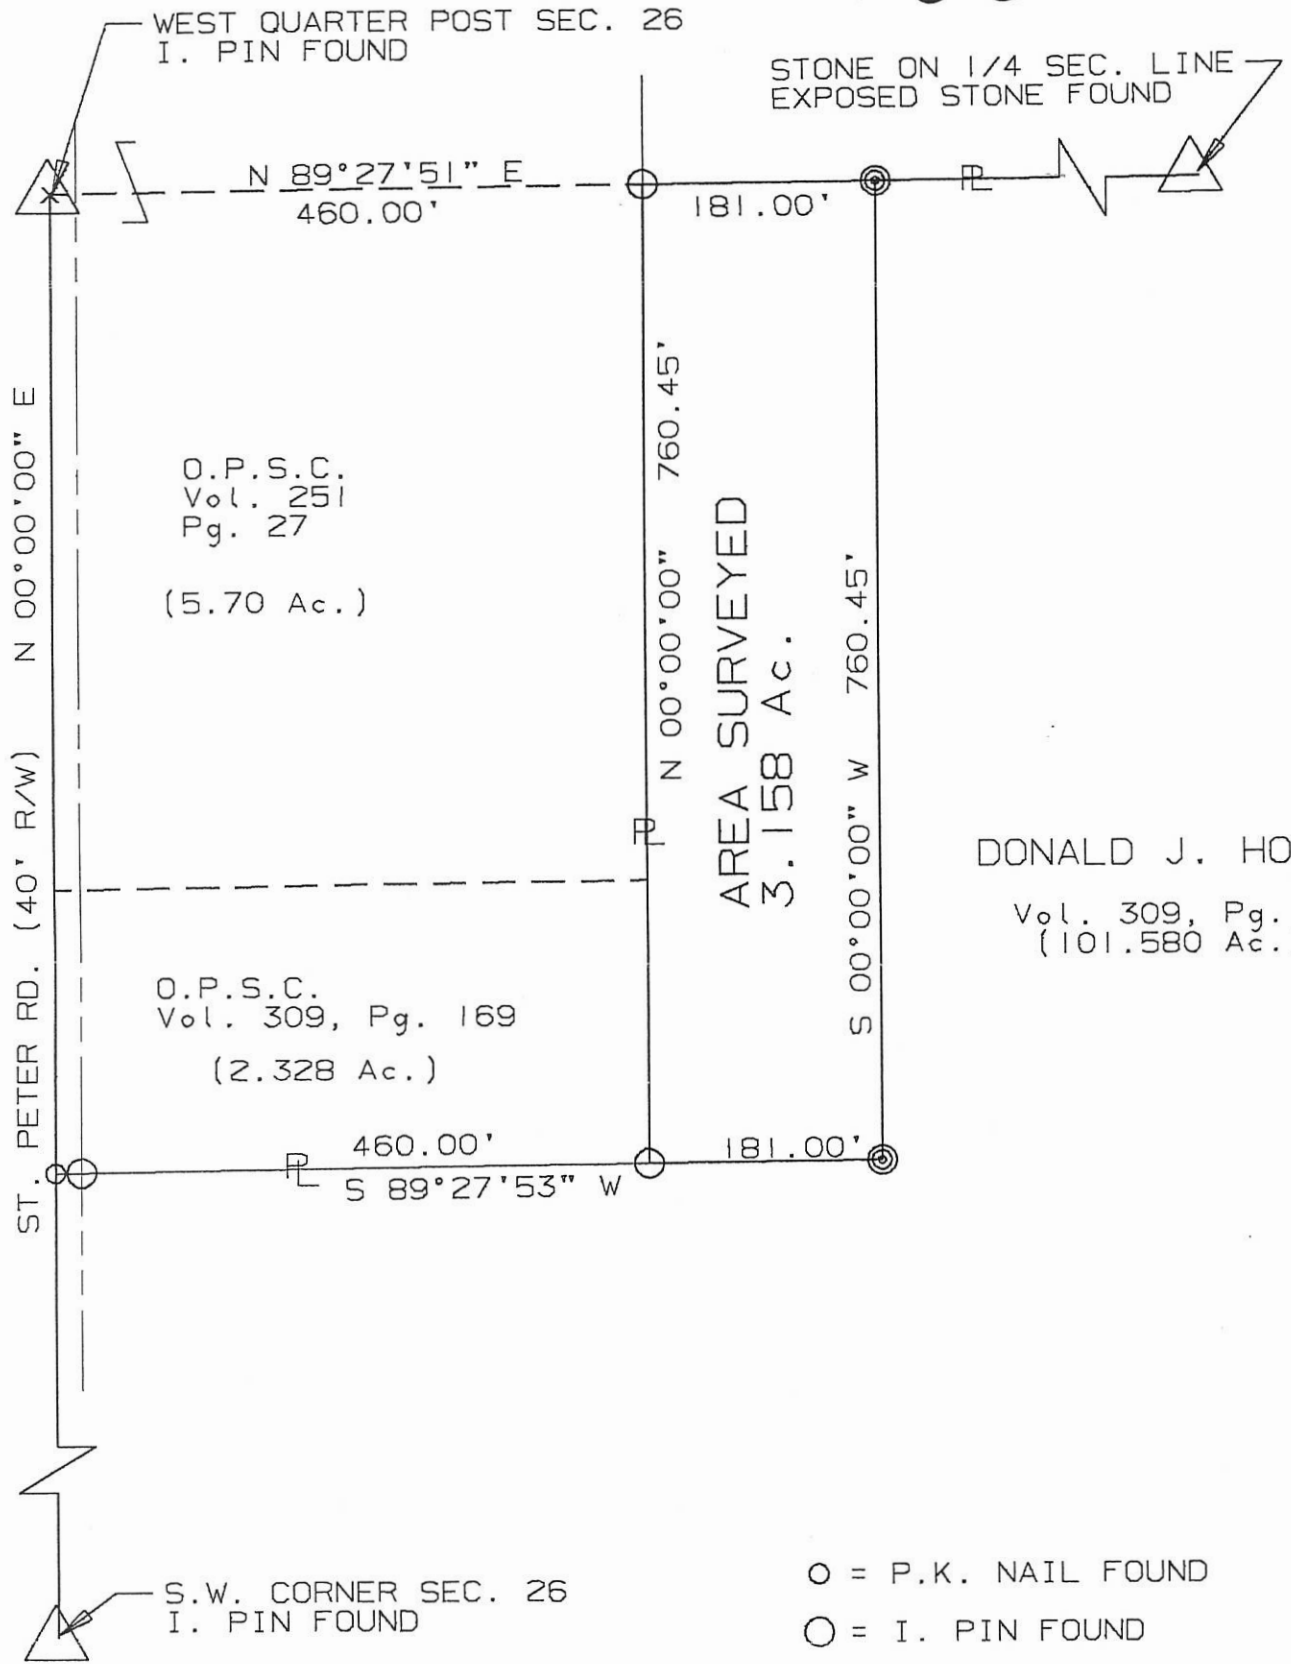 WEST QUARTER POST SEC. 26
I. PIN FOUND
STONE ON 1/4 SEC. LINE
EXPOSED STONE FOUND
N 89°27'51" E
460.00'
181.00'
PL
ST. PETER RD. (40' R/W) N 00°00'00" E
O.P.S.C.
Vol. 251
Pg. 27
(5.70 Ac.)
N 00°00'00" 760.45'
PL
AREA SURVEYED
3.158 Ac.
S 00°00'00" W 760.45'
DONALD J. HO
Vol. 309, Pg.
(101.580 Ac.
O.P.S.C.
Vol. 309, Pg. 169
(2.328 Ac.)
460.00'
181.00'
PL
S 89°27'53" W
S.W. CORNER SEC. 26
I. PIN FOUND
= P.K. NAIL FOUND
= I. PIN FOUND